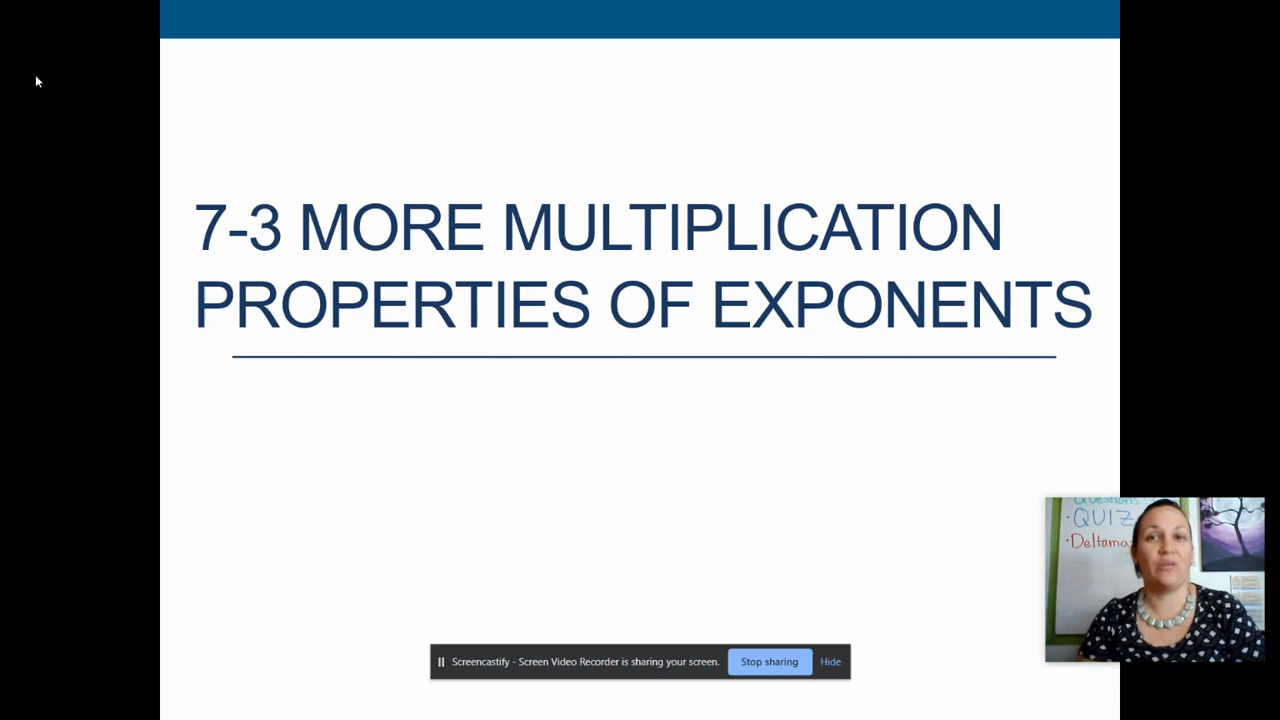 7-3 MORE MULTIPLICATION
PROPERTIES OF EXPONENTS
Questions
· QUIZ
· Deltama
Screencastify - Screen Video Recorder is sharing your screen.
Stop sharing
Hide